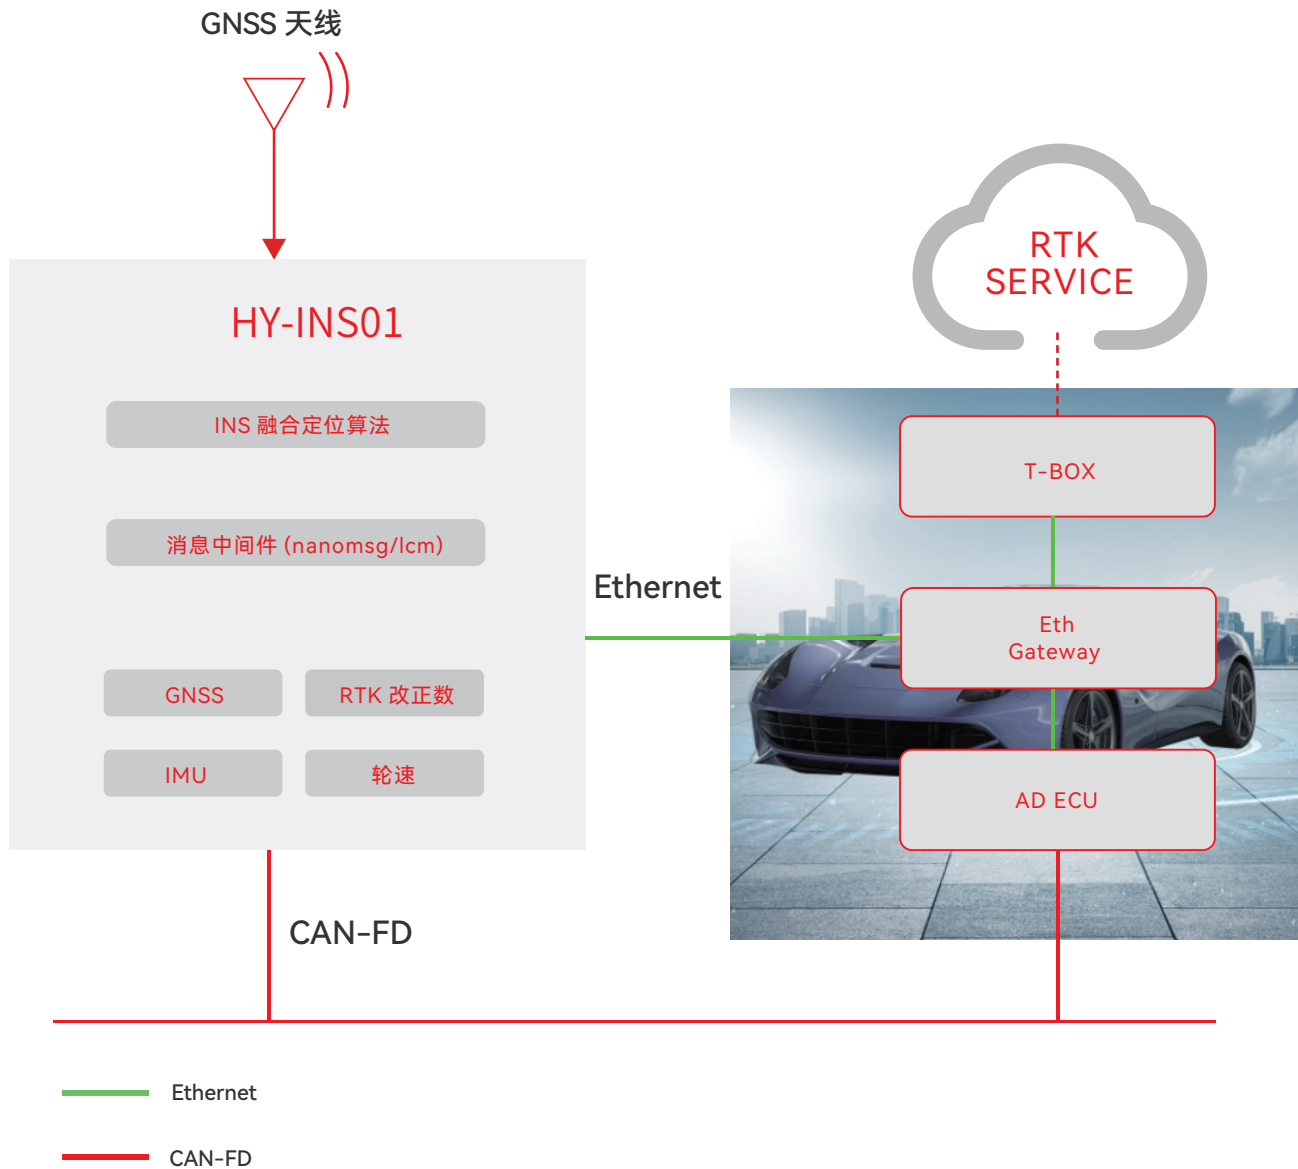 GNSS 天线
RTK
SERVICE
HY-INS01
INS 融合定位算法
T-BOX
消息中间件 (nanomsg/lcm)
Ethernet
Eth
Gateway
GNSS
RTK 改正数
IMU
轮速
AD ECU
CAN-FD
Ethernet
CAN-FD